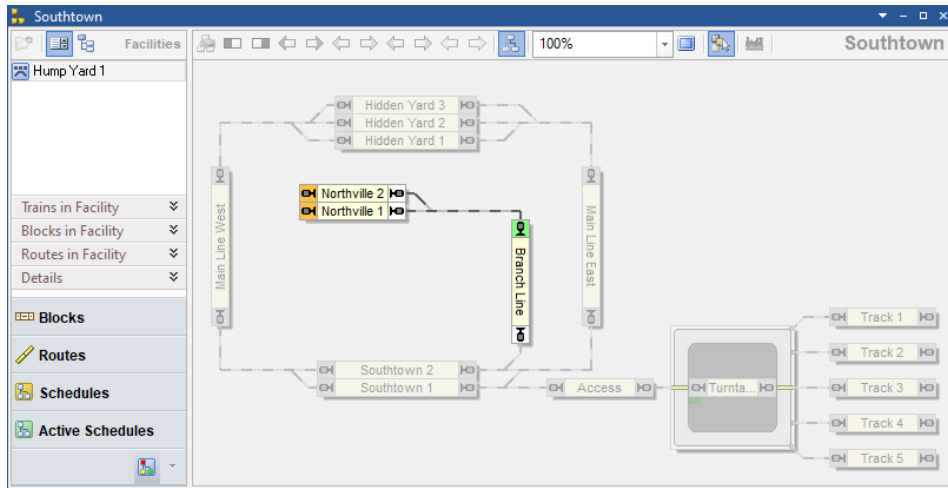 Southtown
Facilities
100%
Southtown
Hump Yard 1
Trains in Facility
Blocks in Facility
Routes in Facility
Details
Blocks
Routes
Schedules
Active Schedules
Hidden Yard 3
Hidden Yard 2
Hidden Yard 1
Northville 2
Northville 1
Main Line West
Branch Line
Main Line East
Southtown 2
Southtown 1
Access
Turnta...
Track 1
Track 2
Track 3
Track 4
Track 5